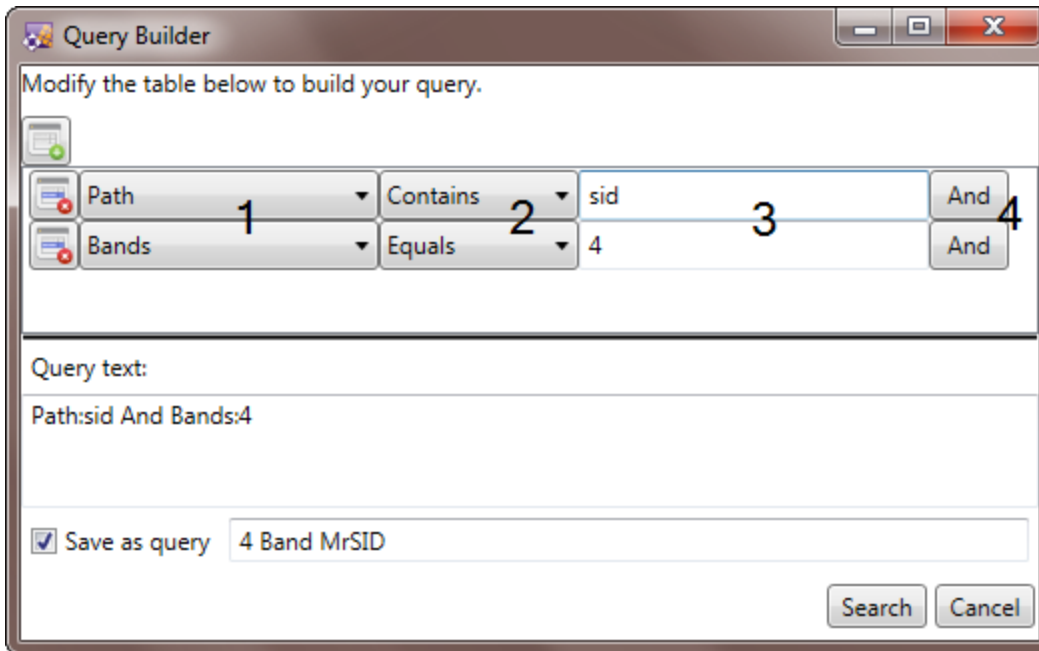 Query Builder
Modify the table below to build your query.
Path Contains sid And
1 2 3 4
Bands Equals 4 And
Query text:
Path:sid And Bands:4
Save as query 4 Band MrSID
Search Cancel